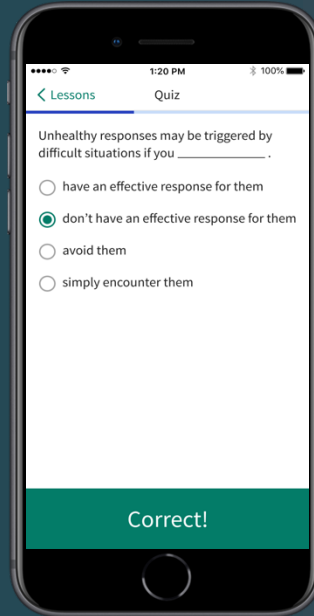 1:20 PM 100%
Lessons Quiz
Unhealthy responses may be triggered by
difficult situations if you ______________ .
have an effective response for them
don't have an effective response for them
avoid them
simply encounter them
Correct!